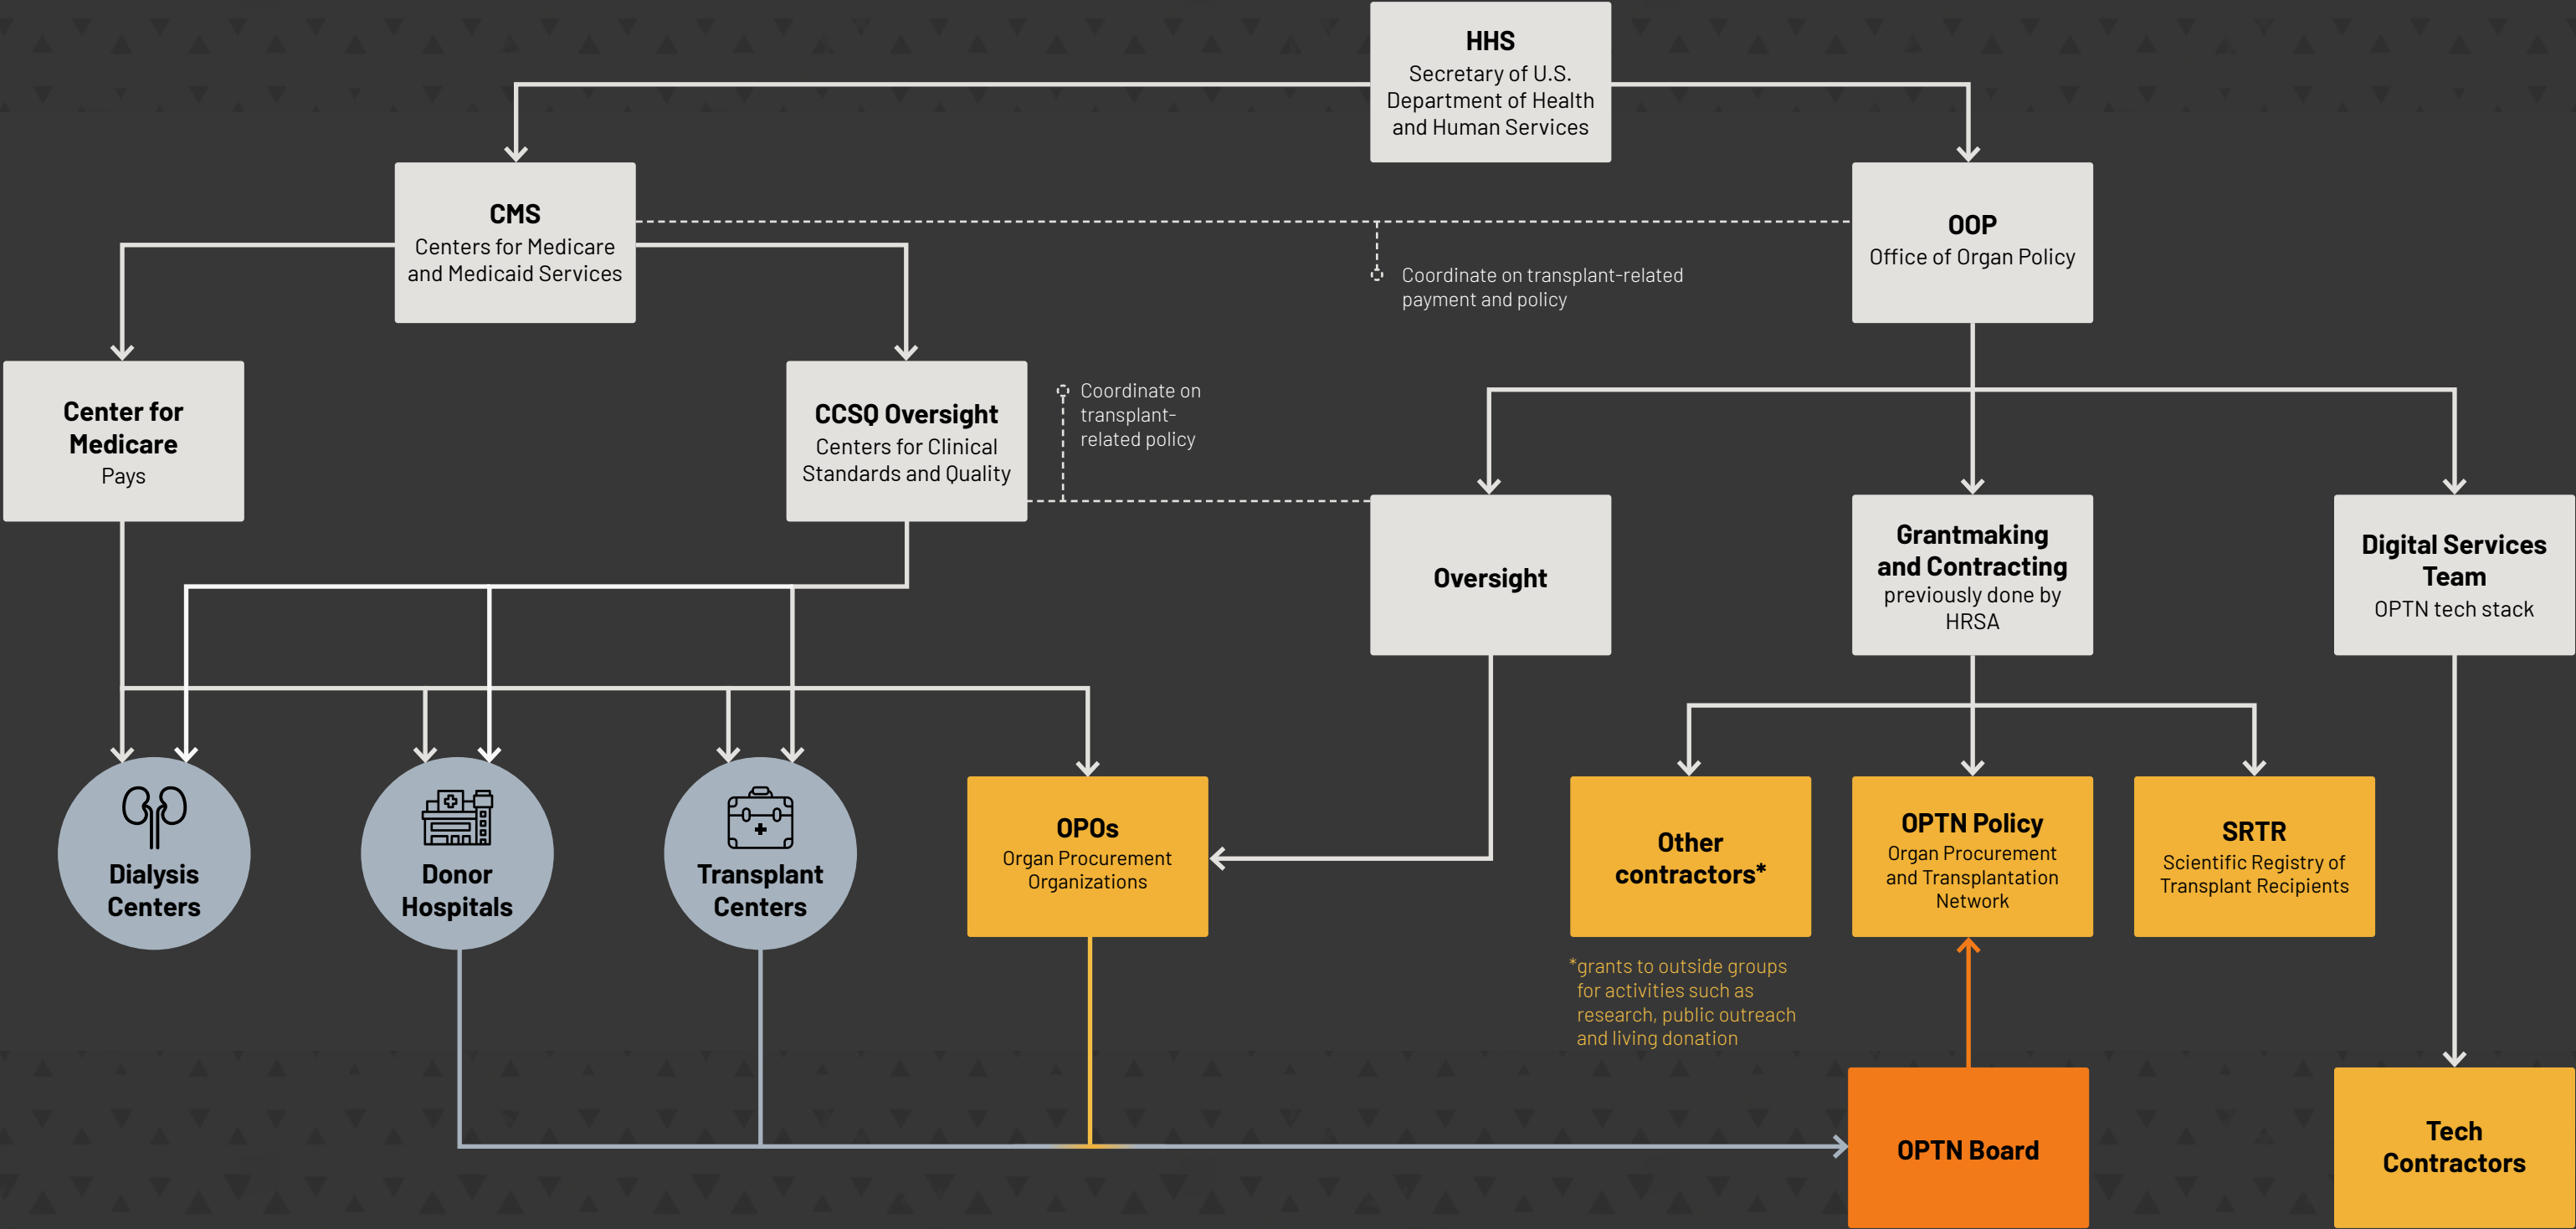 HHS
Secretary of U.S.
Department of Health
and Human Services
CMS
Centers for Medicare
and Medicaid Services
OOP
Office of Organ Policy
Coordinate on transplant-related
payment and policy
Center for
Medicare
Pays
CCSQ Oversight
Centers for Clinical
Standards and Quality
Coordinate on
transplant-
related policy
Oversight
Grantmaking
and Contracting
previously done by
HRSA
Digital Services
Team
OPTN tech stack
Dialysis
Centers
Donor
Hospitals
Transplant
Centers
OPOs
Organ Procurement
Organizations
Other
contractors*
OPTN Policy
Organ Procurement
and Transplantation
Network
SRTR
Scientific Registry of
Transplant Recipients
*grants to outside groups
for activities such as
research, public outreach
and living donation
OPTN Board
Tech
Contractors